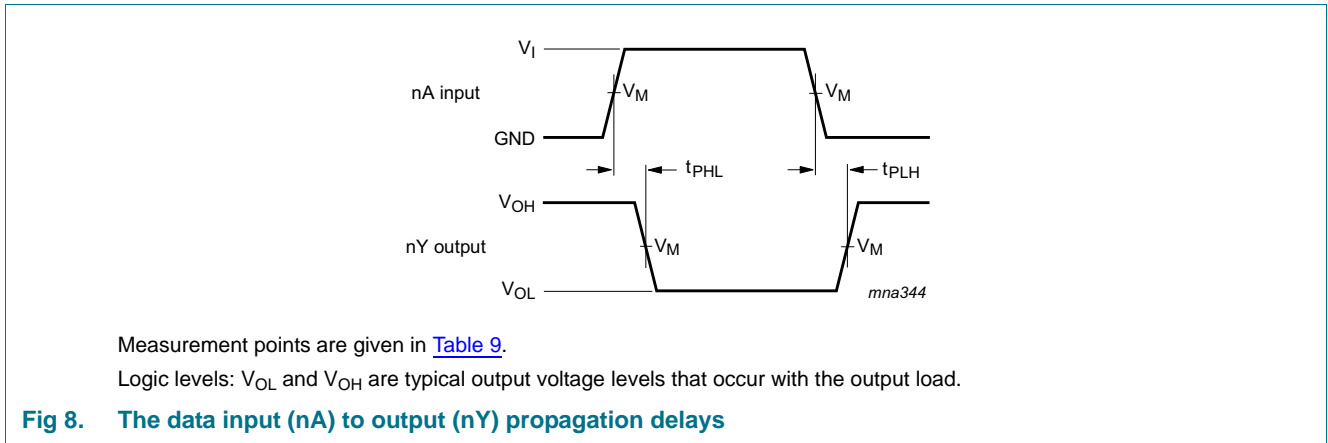 V_I
nA input
V_M
V_M
GND
t_PHL
t_PLH
V_OH
nY output
V_M
V_M
V_OL
mna344
Measurement points are given in Table 9.
Logic levels: V_OL and V_OH are typical output voltage levels that occur with the output load.
Fig 8. The data input (nA) to output (nY) propagation delays